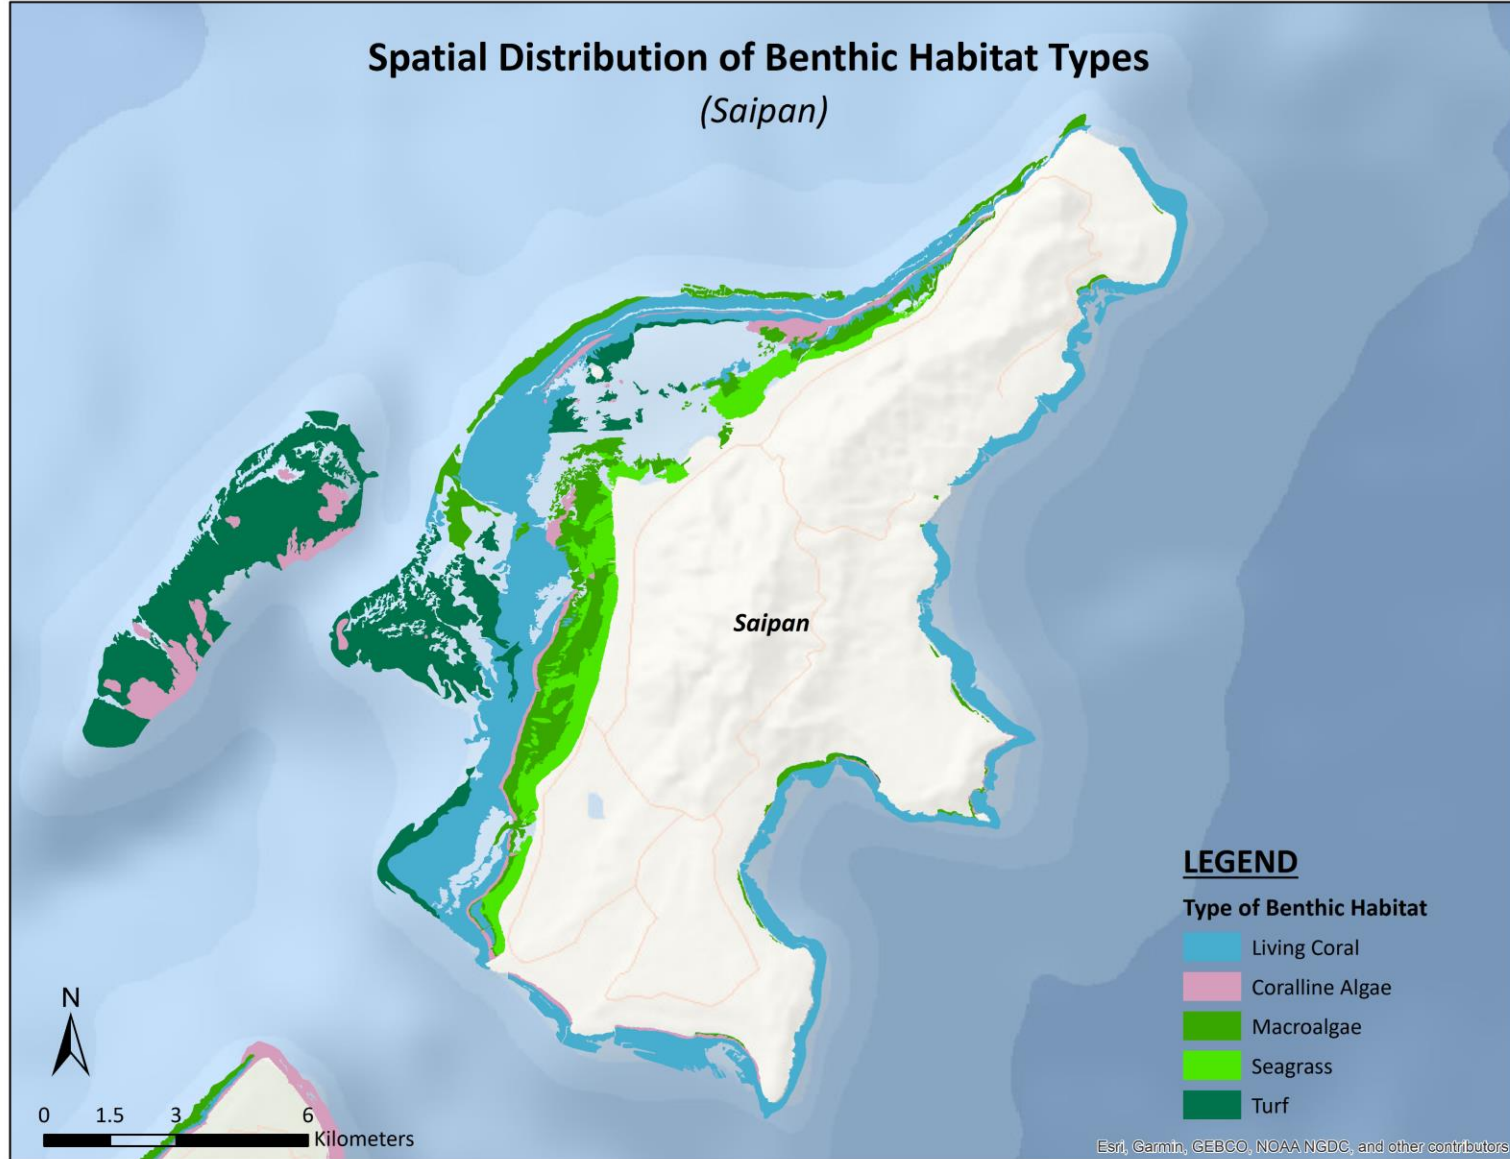 Spatial Distribution of Benthic Habitat Types
(Saipan)
Saipan
LEGEND
Type of Benthic Habitat
Living Coral
Coralline Algae
Macroalgae
Seagrass
Turf
N
0 1.5 3 6
Kilometers
Esri, Garmin, GEBCO, NOAA NGDC, and other contributors